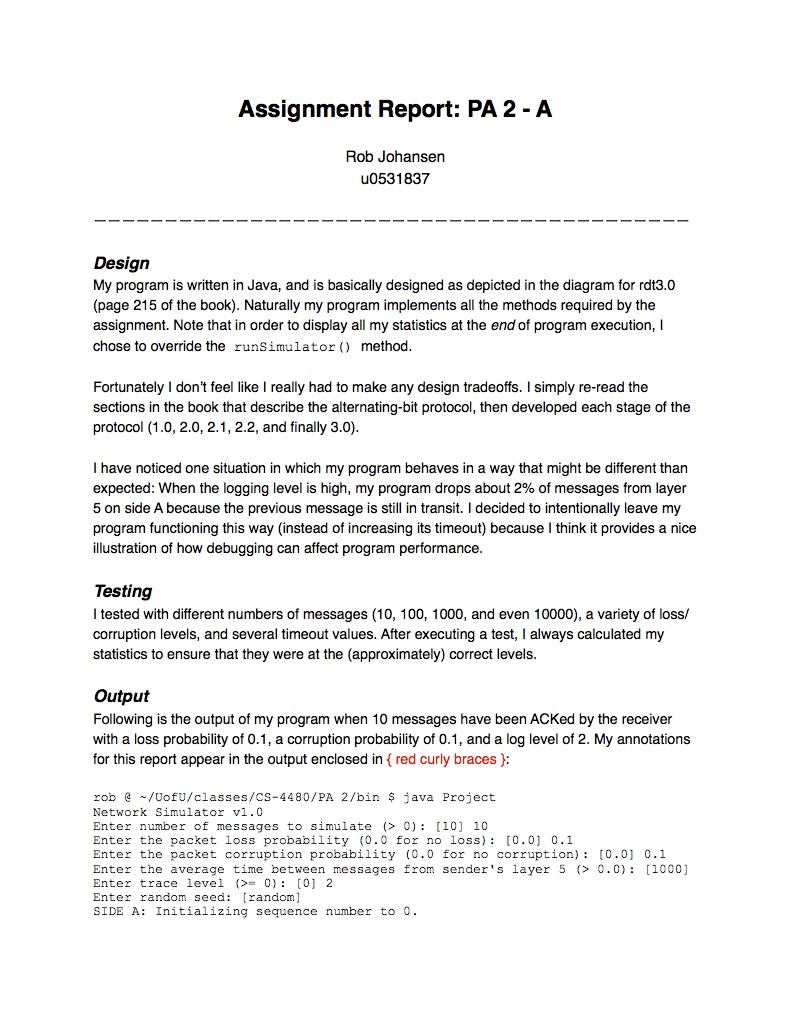 Assignment Report: PA 2 - A
Rob Johansen
u0531837
— — — — — — — — — — — — — — — — — — — — — — — — — — — — — — — — — — — — — — — — — —
Design
My program is written in Java, and is basically designed as depicted in the diagram for rdt3.0
(page 215 of the book). Naturally my program implements all the methods required by the
assignment. Note that in order to display all my statistics at the end of program execution, I
chose to override the runSimulator() method.
Fortunately I don't feel like I really had to make any design tradeoffs. I simply re-read the
sections in the book that describe the alternating-bit protocol, then developed each stage of the
protocol (1.0, 2.0, 2.1, 2.2, and finally 3.0).
I have noticed one situation in which my program behaves in a way that might be different than
expected: When the logging level is high, my program drops about 2% of messages from layer
5 on side A because the previous message is still in transit. I decided to intentionally leave my
program functioning this way (instead of increasing its timeout) because I think it provides a nice
illustration of how debugging can affect program performance.
Testing
I tested with different numbers of messages (10, 100, 1000, and even 10000), a variety of loss/
corruption levels, and several timeout values. After executing a test, I always calculated my
statistics to ensure that they were at the (approximately) correct levels.
Output
Following is the output of my program when 10 messages have been ACKed by the receiver
with a loss probability of 0.1, a corruption probability of 0.1, and a log level of 2. My annotations
for this report appear in the output enclosed in { red curly braces }:
rob @ ~/UofU/classes/CS-4480/PA 2/bin $ java Project
Network Simulator v1.0
Enter number of messages to simulate (> 0): [10] 10
Enter the packet loss probability (0.0 for no loss): [0.0] 0.1
Enter the packet corruption probability (0.0 for no corruption): [0.0] 0.1
Enter the average time between messages from sender's layer 5 (> 0.0): [1000]
Enter trace level (>= 0): [0] 2
Enter random seed: [random]
SIDE A: Initializing sequence number to 0.